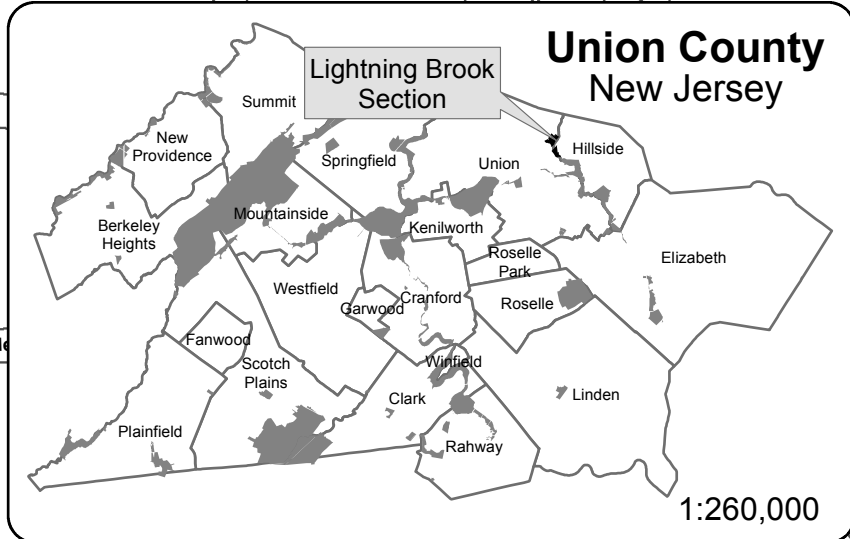 Union County
New Jersey
Lightning Brook
Section
Summit
New
Providence
Springfield
Union
Hillside
Berkeley
Heights
Mountainside
Kenilworth
Roselle
Park
Elizabeth
Westfield
Garwood
Cranford
Roselle
Fanwood
Scotch
Plains
Winfield
Clark
Linden
Plainfield
Rahway
1:260,000